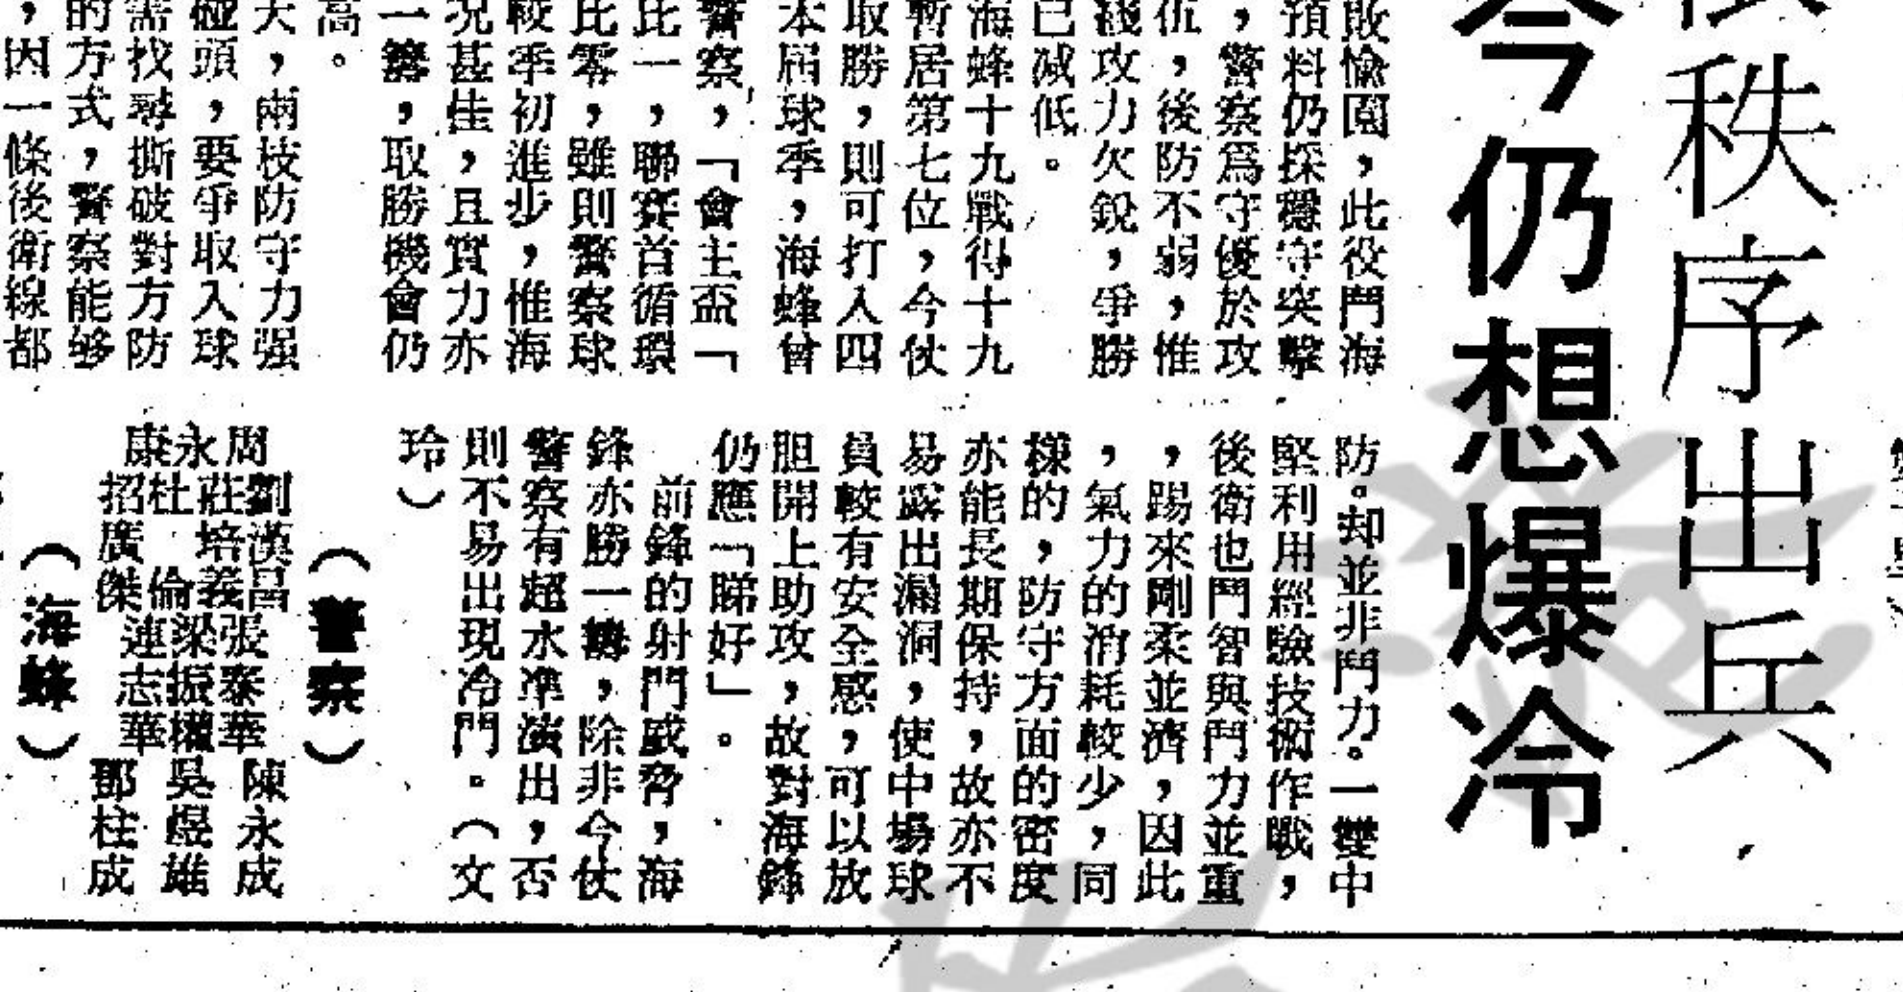 秩序出兵
今仍想爆冷
敗愉園，此役鬥海
預料仍採穩守突擊
，警察爲守優於攻
伍，後防不弱，惟
綫攻力欠銳，爭勝
已减低。
海蜂十九戰得十九
暫居第七位，今仗
取勝，則可打入四
本屆球季，海蜂曾
警察，「會主盃「
比一，聯賽首循環
比零，雖則警察球
較季初進步，惟海
況甚佳，且實力亦
一籌，取勝機會仍
高。
大，兩枝防守力强
碰頭，要爭取入球
需找尋撕破對方防
的方式，警察能够
，因一條後衛線都
防。却並非鬥力。一雙中
堅利用經驗技術作戰，
後衛也鬥智與鬥力並重
，踢來剛柔並濟，因此
，氣力的消耗較少，同
樣的，防守方面的密度
亦能長期保持，故亦不
易露出漏洞，使中場球
員較有安全感，可以放
胆開上助攻，故對海鋒
仍應「睇好」。
前鋒的射門威脅，海
鋒亦勝一籌，除非今仗
警察有超水準演出，否
則不易出現冷門。（文
玲）
（警察）
劉漢昌 張泰華 陳永成
周 莊培義 梁振權 吳煜雄
永 杜 倫 連志華 鄧柱成
康 招廣傑
（海蜂）